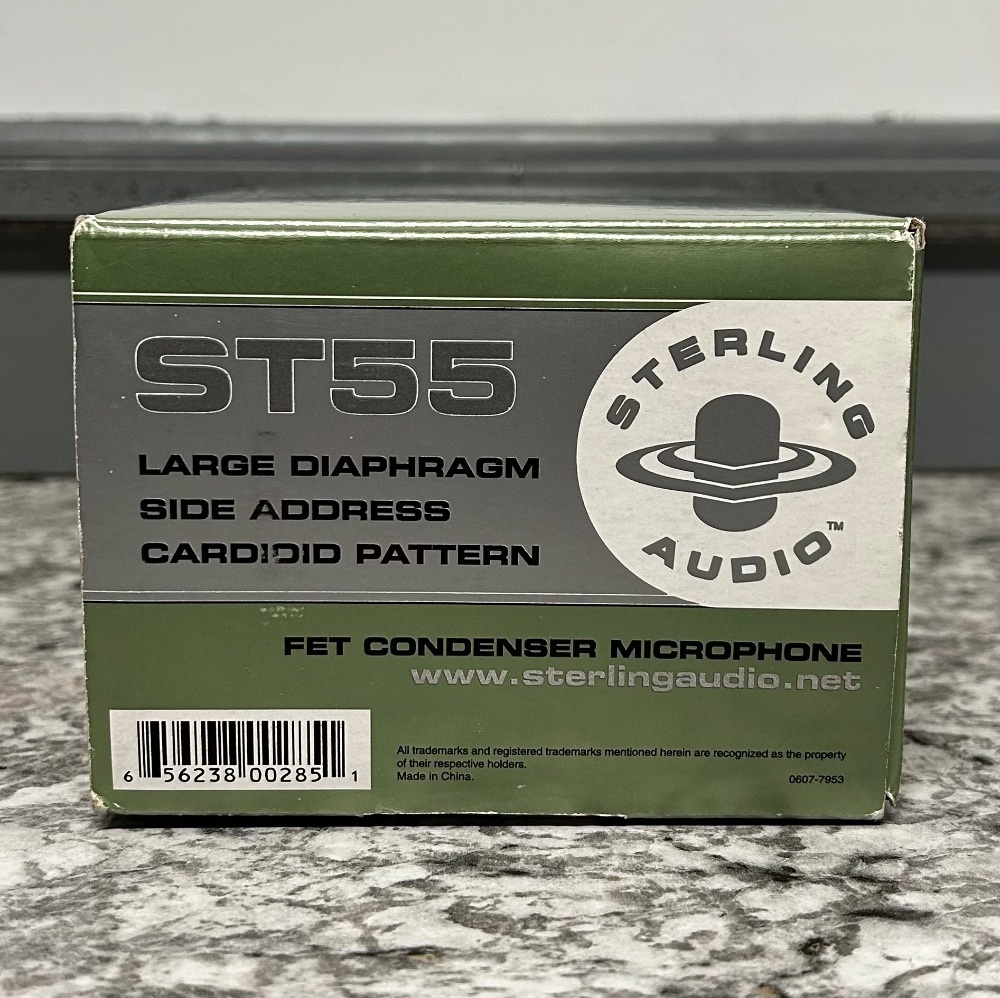 ST55
LARGE DIAPHRAGM
SIDE ADDRESS
CARDIOID PATTERN
STERLING
AUDIO™
FET CONDENSER MICROPHONE
www.sterlingaudio.net
6 56238 00285 1
All trademarks and registered trademarks mentioned herein are recognized as the property
of their respective holders.
Made in China.
0607-7953